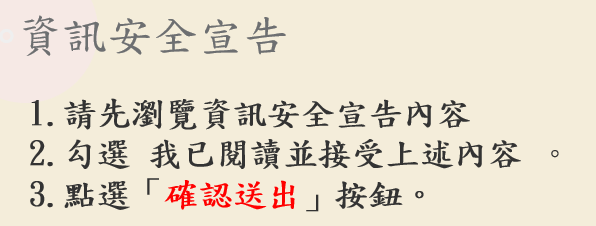 資訊安全宣告
1.請先瀏覽資訊安全宣告內容
2.勾選 我已閱讀並接受上述內容 。
3.點選「確認送出」按鈕。